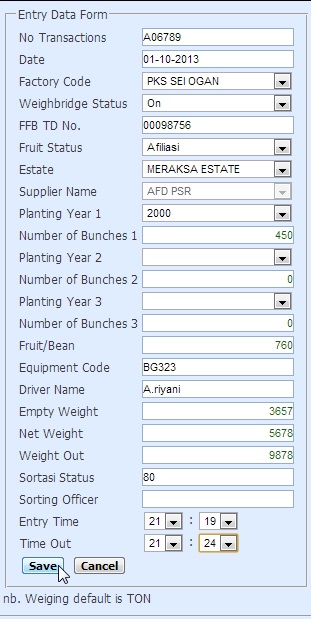 Entry Data Form
No Transactions A06789
Date 01-10-2013
Factory Code PKS SEI OGAN
Weighbridge Status On
FFB TD No. 00098756
Fruit Status Afiliasi
Estate MERAKSA ESTATE
Supplier Name AFD PSR
Planting Year 1 2000
Number of Bunches 1 450
Planting Year 2
Number of Bunches 2 0
Planting Year 3
Number of Bunches 3 0
Fruit/Bean 760
Equipment Code BG323
Driver Name A.riyani
Empty Weight 3657
Net Weight 5678
Weight Out 9878
Sortasi Status 80
Sorting Officer
Entry Time 21 : 19
Time Out 21 : 24
Save Cancel
nb. Weiging default is TON